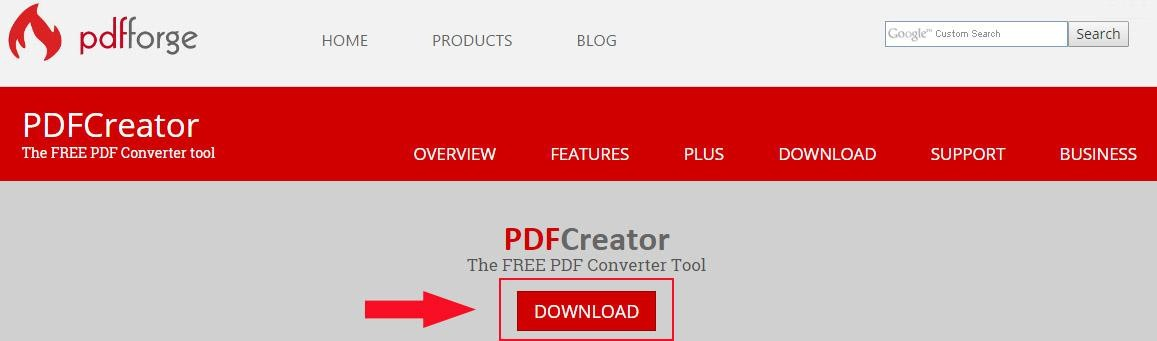 pdfforge
HOME PRODUCTS BLOG
Google™ Custom Search Search
PDFCreator
The FREE PDF Converter tool
OVERVIEW FEATURES PLUS DOWNLOAD SUPPORT BUSINESS
PDFCreator
The FREE PDF Converter Tool
DOWNLOAD